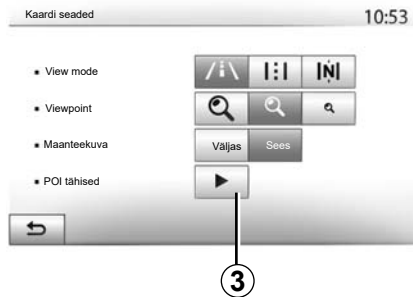 Kaardi seaded 10:53
View mode N
Viewpoint
Maanteekuva Väljas Sees
POI tähised
3